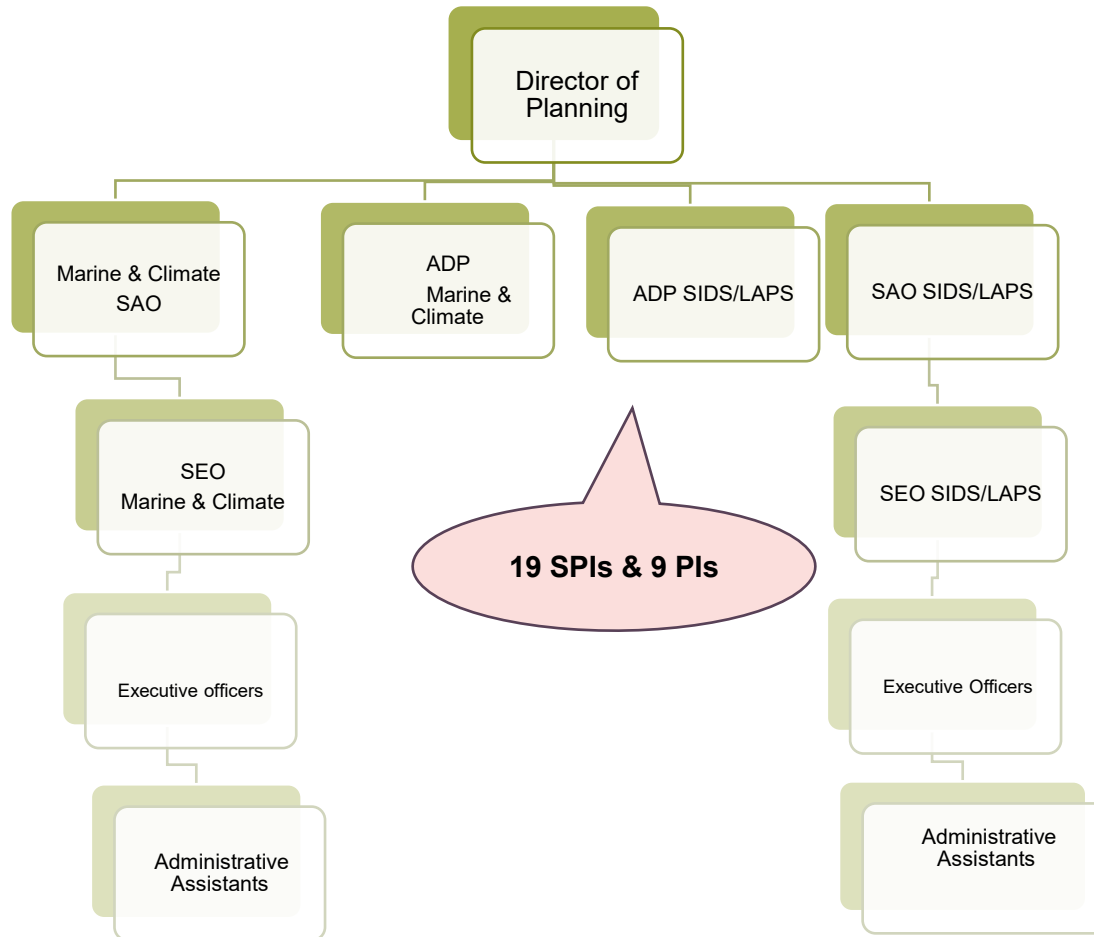 Director of
Planning
Marine & Climate
SAO
ADP
Marine &
Climate
ADP SIDS/LAPS
SAO SIDS/LAPS
SEO
Marine & Climate
SEO SIDS/LAPS
19 SPIs & 9 PIs
Executive officers
Executive Officers
Administrative
Assistants
Administrative
Assistants